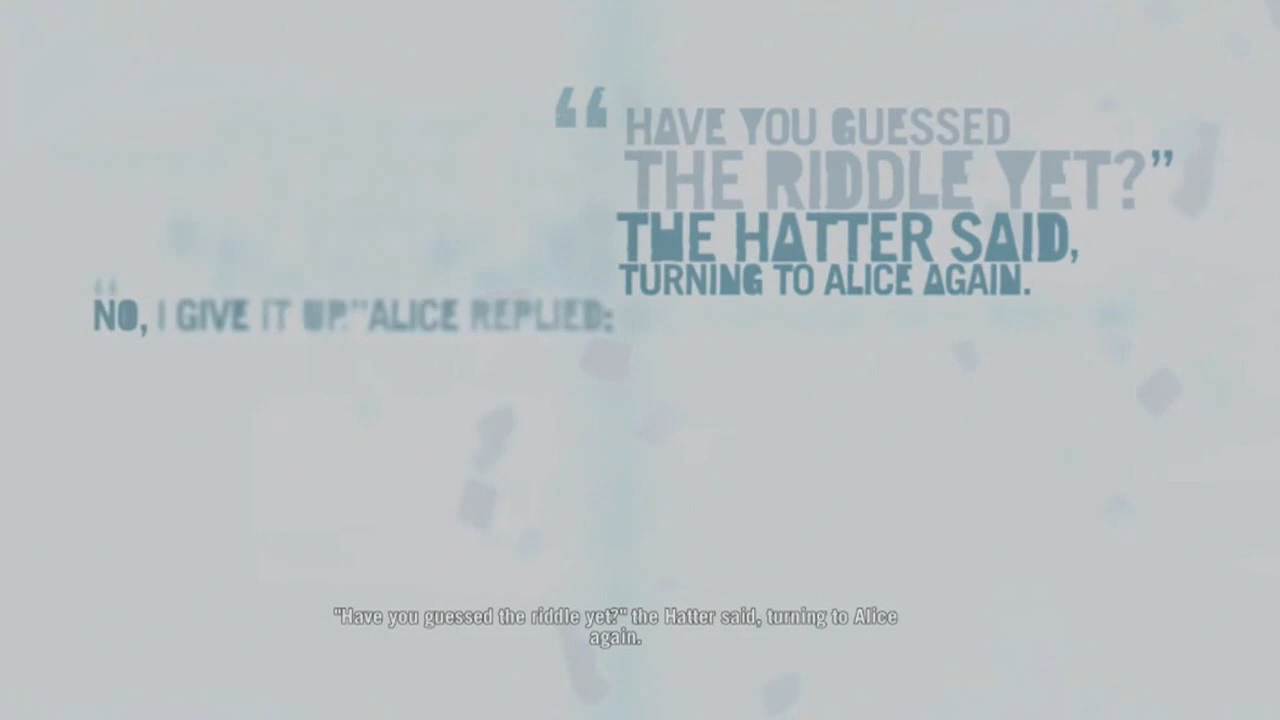 “ HAVE YOU GUESSED
THE RIDDLE YET?”
THE HATTER SAID,
TURNING TO ALICE AGAIN.
“NO, I GIVE IT UP.”ALICE REPLIED:
"Have you guessed the riddle yet?" the Hatter said, turning to Alice
again.